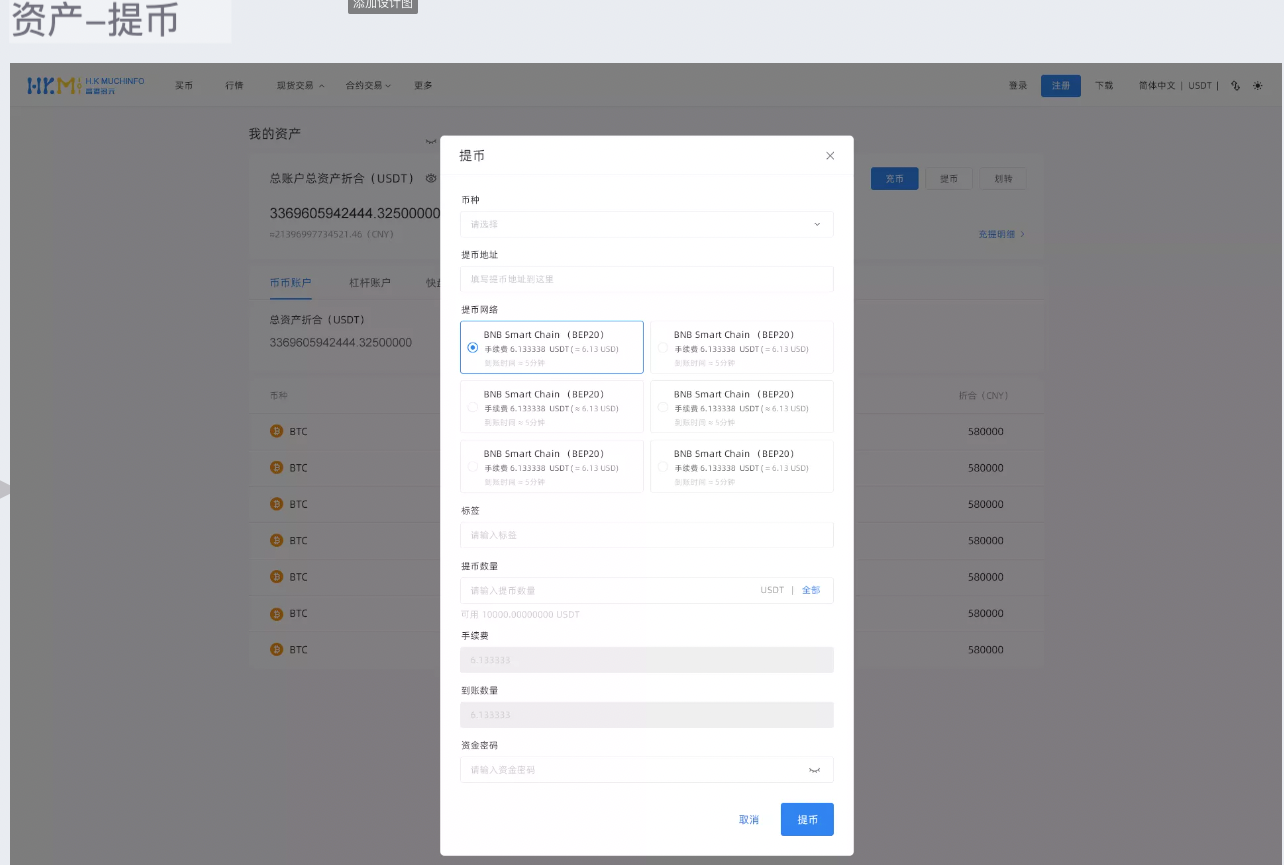 添加设计图
资产-提币
H.K MUCHINFO
买币
行情
现货交易
合约交易
更多
登录
注册
下载
简体中文 | USDT |
我的资产
总账户总资产折合（USDT）
充币
提币
划转
3369605942444.32500000
≈21396997734521.46（CNY）
充提明细
币币账户
杠杆账户
总资产折合（USDT）
3369605942444.32500000
币种
折合（CNY）
BTC
580000
BTC
580000
BTC
580000
BTC
580000
BTC
580000
BTC
580000
BTC
580000
提币
币种
请选择
提币地址
填写提币地址到这里
提币网络
BNB Smart Chain （BEP20）
手续费 6.133338 USDT(≈6.13 USD)
到账时间 ≈ 5分钟
BNB Smart Chain （BEP20）
手续费 6.133338 USDT(≈6.13 USD)
到账时间 ≈ 5分钟
BNB Smart Chain （BEP20）
手续费 6.133338 USDT(≈6.13 USD)
到账时间 ≈ 5分钟
BNB Smart Chain （BEP20）
手续费 6.133338 USDT(≈6.13 USD)
到账时间 ≈ 5分钟
BNB Smart Chain （BEP20）
手续费 6.133338 USDT(≈6.13 USD)
到账时间 ≈ 5分钟
BNB Smart Chain （BEP20）
手续费 6.133338 USDT(≈6.13 USD)
到账时间 ≈ 5分钟
标签
请输入标签
提币数量
请输入提币数量
USDT | 全部
可用 10000.00000000 USDT
手续费
6.133333
到账数量
6.133333
资金密码
请输入资金密码
取消
提币